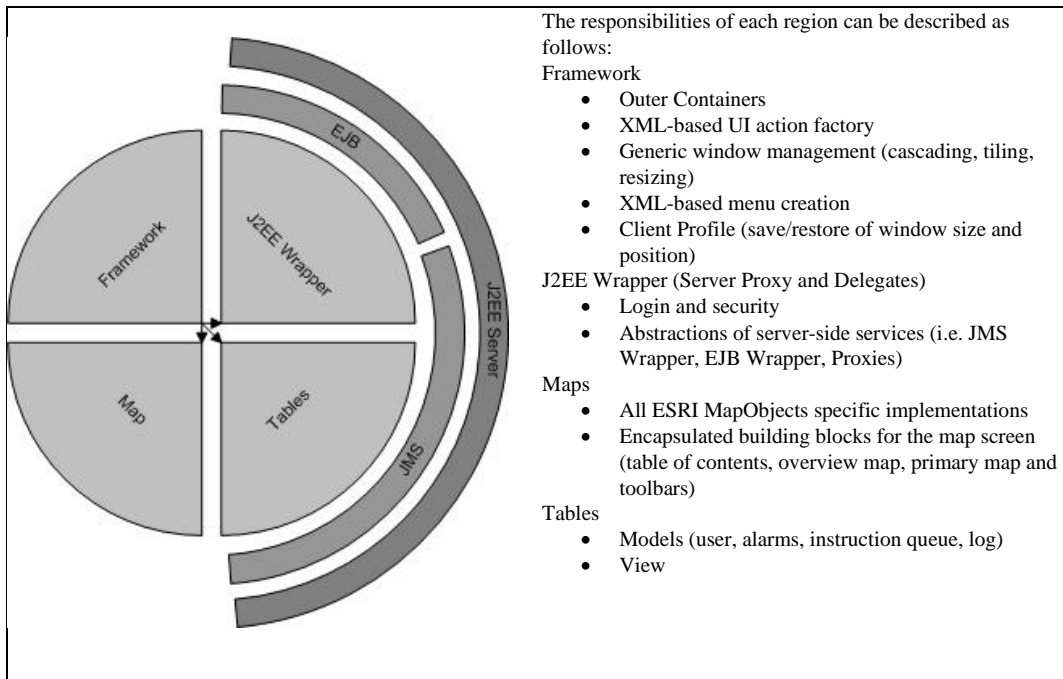 Framework
J2EE Wrapper
EJB
J2EE Server
Map
Tables
JMS
The responsibilities of each region can be described as
follows:
Framework
• Outer Containers
• XML-based UI action factory
• Generic window management (cascading, tiling,
resizing)
• XML-based menu creation
• Client Profile (save/restore of window size and
position)
J2EE Wrapper (Server Proxy and Delegates)
• Login and security
• Abstractions of server-side services (i.e. JMS
Wrapper, EJB Wrapper, Proxies)
Maps
• All ESRI MapObjects specific implementations
• Encapsulated building blocks for the map screen
(table of contents, overview map, primary map and
toolbars)
Tables
• Models (user, alarms, instruction queue, log)
• View